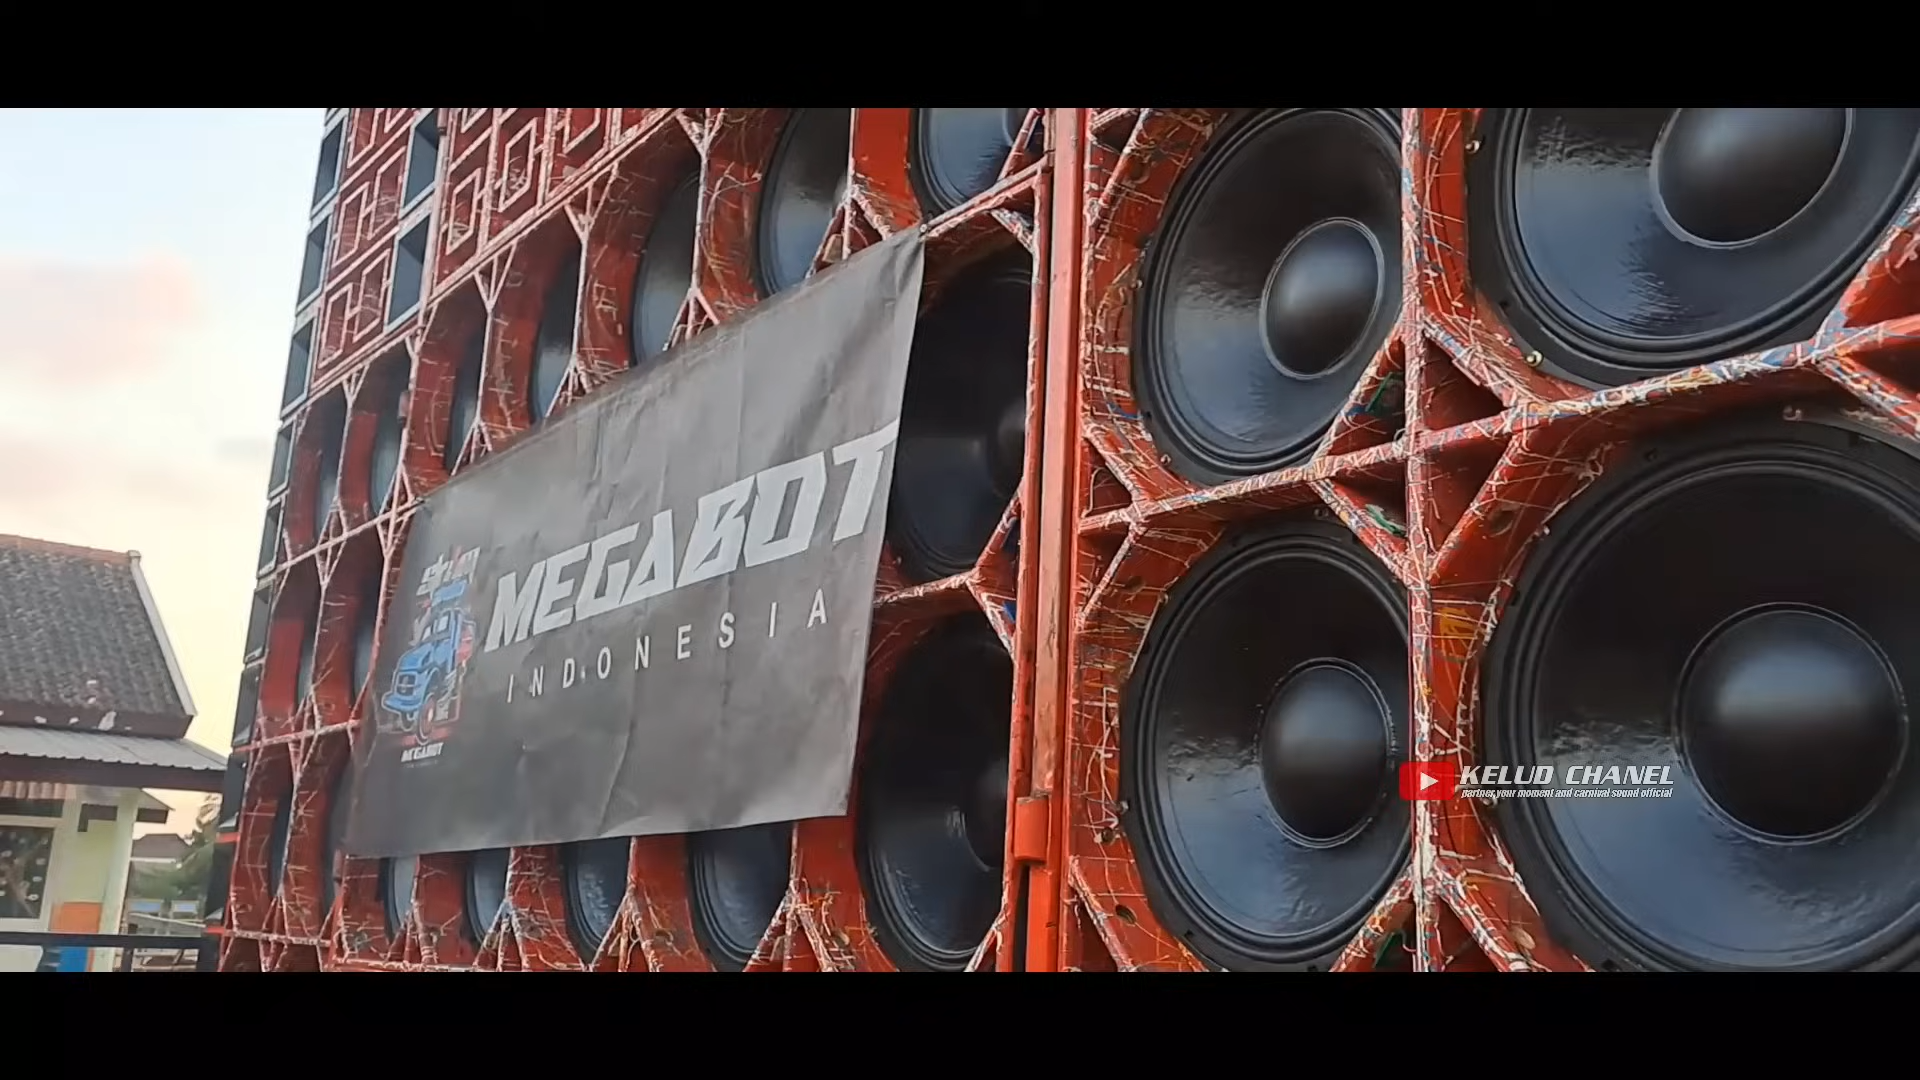 MEGABOT
INDONESIA
MEGABOT
KELUD CHANEL
partner your moment and carnival sound official